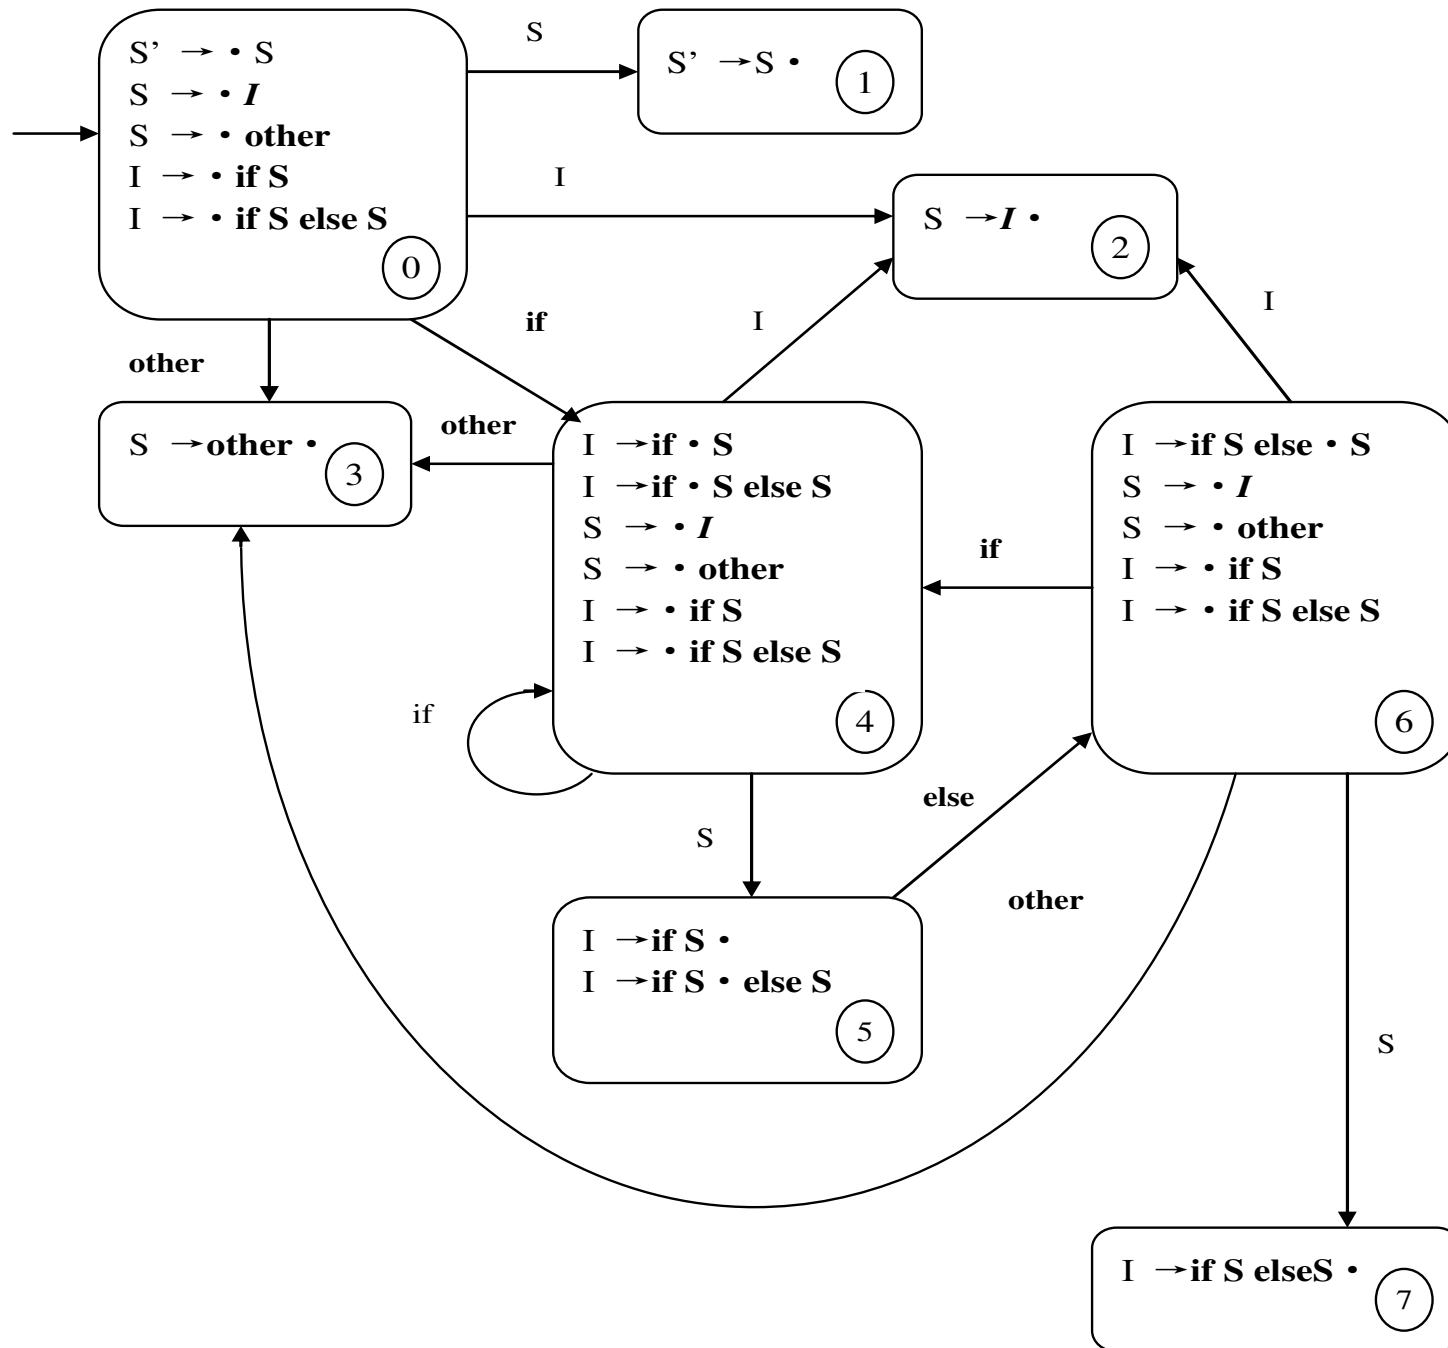 S’ → • S
S → • I
S → • other
I → • if S
I → • if S else S
0
S
S’ → S •
1
I
S → I •
2
other
if
I
I
S → other •
3
other
I → if • S
I → if • S else S
S → • I
S → • other
I → • if S
I → • if S else S
4
if
I → if S else • S
S → • I
S → • other
I → • if S
I → • if S else S
6
if
S
else
other
I → if S •
I → if S • else S
5
S
I → if S elseS •
7